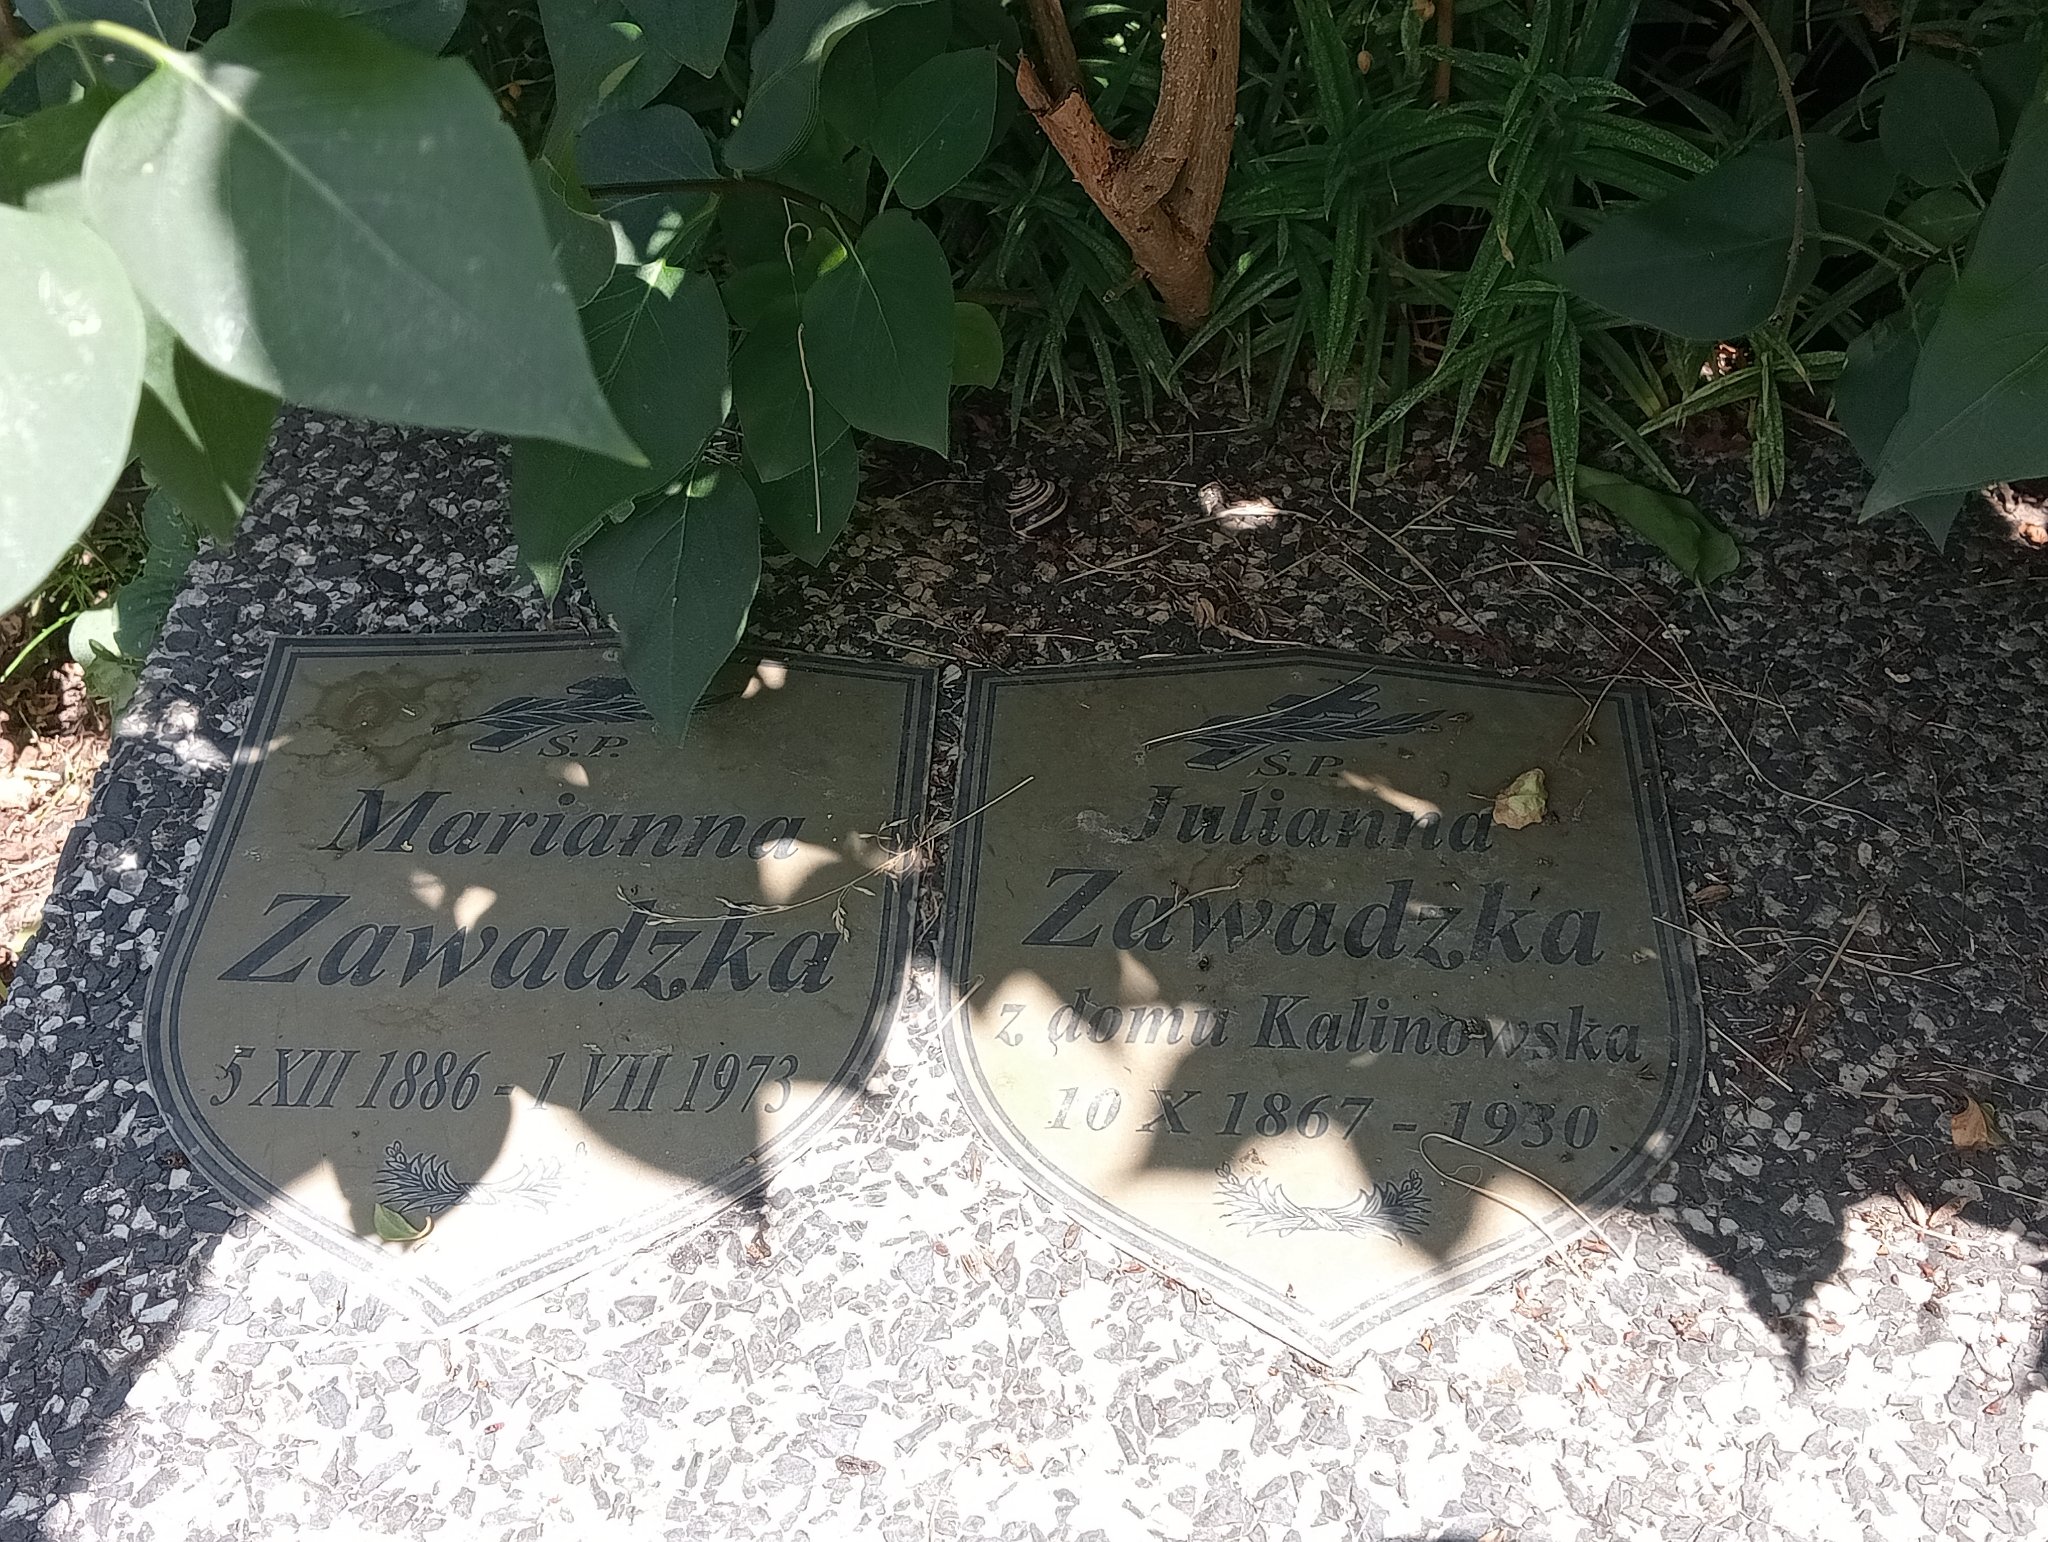 Ś.P.
Marianna
Zawadzka
5 XII 1886 - 1 VII 1973
Ś.P.
Julianna
Zawadzka
z domu Kalinowska
10 X 1867 - 1930